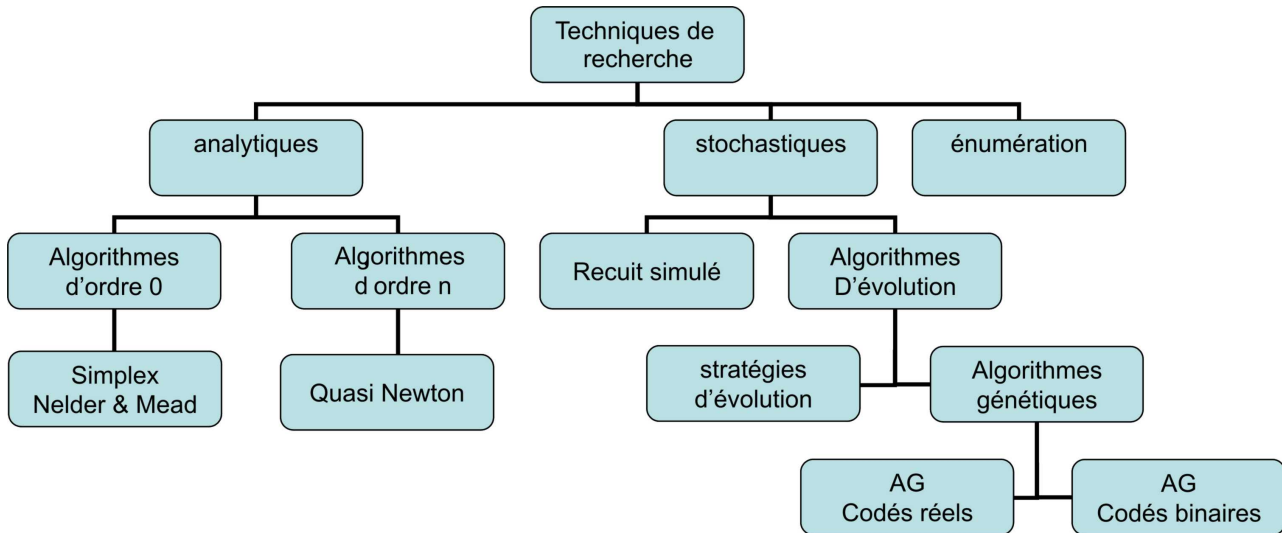 Techniques de
recherche
analytiques
stochastiques
énumération
Algorithmes
d'ordre 0
Algorithmes
d ordre n
Recuit simulé
Algorithmes
D'évolution
Simplex
Nelder & Mead
Quasi Newton
stratégies
d'évolution
Algorithmes
génétiques
AG
Codés réels
AG
Codés binaires